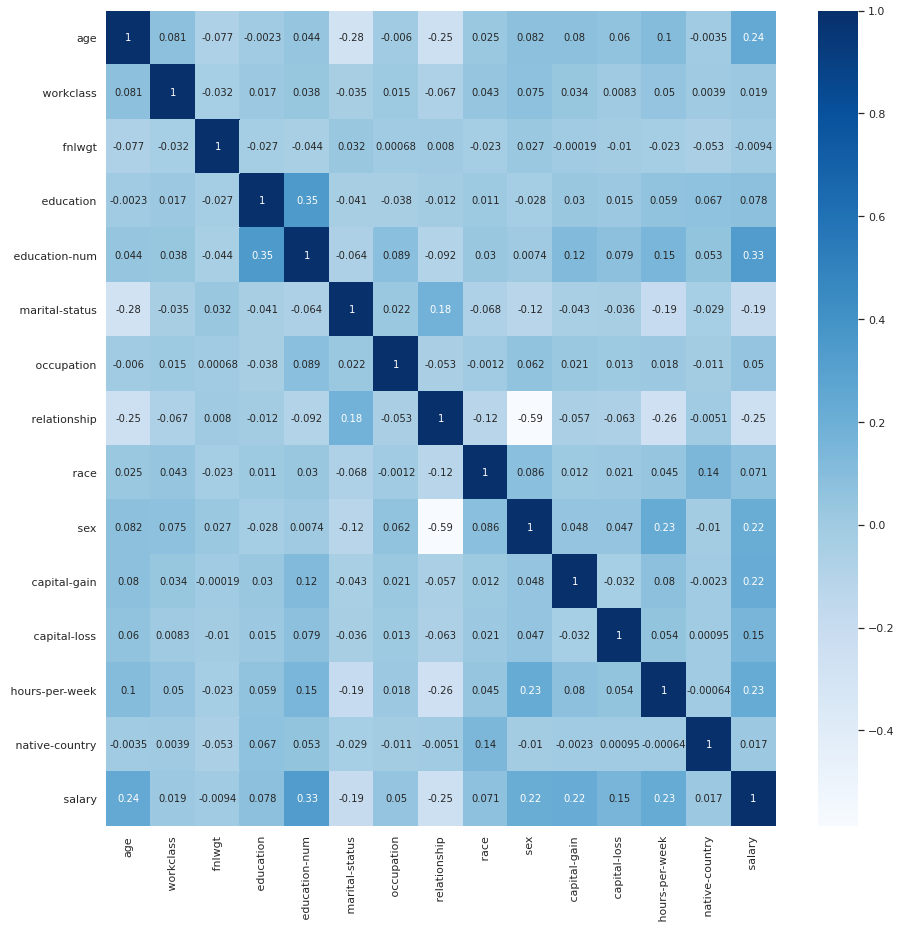 age 1 0.081 -0.077 -0.0023 0.044 -0.28 -0.006 -0.25 0.025 0.082 0.08 0.06 0.1 -0.0035 0.24
workclass 0.081 1 -0.032 0.017 0.038 -0.035 0.015 -0.067 0.043 0.075 0.034 0.0083 0.05 0.0039 0.019
fnlwgt -0.077 -0.032 1 -0.027 -0.044 0.032 0.00068 0.008 -0.023 0.027 -0.00019 -0.01 -0.023 -0.053 -0.0094
education -0.0023 0.017 -0.027 1 0.35 -0.041 -0.038 -0.012 0.011 -0.028 0.03 0.015 0.059 0.067 0.078
education-num 0.044 0.038 -0.044 0.35 1 -0.064 0.089 -0.092 0.03 0.0074 0.12 0.079 0.15 0.053 0.33
marital-status -0.28 -0.035 0.032 -0.041 -0.064 1 0.022 0.18 -0.068 -0.12 -0.043 -0.036 -0.19 -0.029 -0.19
occupation -0.006 0.015 0.00068 -0.038 0.089 0.022 1 -0.053 -0.0012 0.062 0.021 0.013 0.018 -0.011 0.05
relationship -0.25 -0.067 0.008 -0.012 -0.092 0.18 -0.053 1 -0.12 -0.59 -0.057 -0.063 -0.26 -0.0051 -0.25
race 0.025 0.043 -0.023 0.011 0.03 -0.068 -0.0012 -0.12 1 0.086 0.012 0.021 0.045 0.14 0.071
sex 0.082 0.075 0.027 -0.028 0.0074 -0.12 0.062 -0.59 0.086 1 0.048 0.047 0.23 -0.01 0.22
capital-gain 0.08 0.034 -0.00019 0.03 0.12 -0.043 0.021 -0.057 0.012 0.048 1 -0.032 0.08 -0.0023 0.22
capital-loss 0.06 0.0083 -0.01 0.015 0.079 -0.036 0.013 -0.063 0.021 0.047 -0.032 1 0.054 0.00095 0.15
hours-per-week 0.1 0.05 -0.023 0.059 0.15 -0.19 0.018 -0.26 0.045 0.23 0.08 0.054 1 -0.00064 0.23
native-country -0.0035 0.0039 -0.053 0.067 0.053 -0.029 -0.011 -0.0051 0.14 -0.01 -0.0023 0.00095 -0.00064 1 0.017
salary 0.24 0.019 -0.0094 0.078 0.33 -0.19 0.05 -0.25 0.071 0.22 0.22 0.15 0.23 0.017 1
age workclass fnlwgt education education-num marital-status occupation relationship race sex capital-gain capital-loss hours-per-week native-country salary
1.0
0.8
0.6
0.4
0.2
0.0
−0.2
−0.4